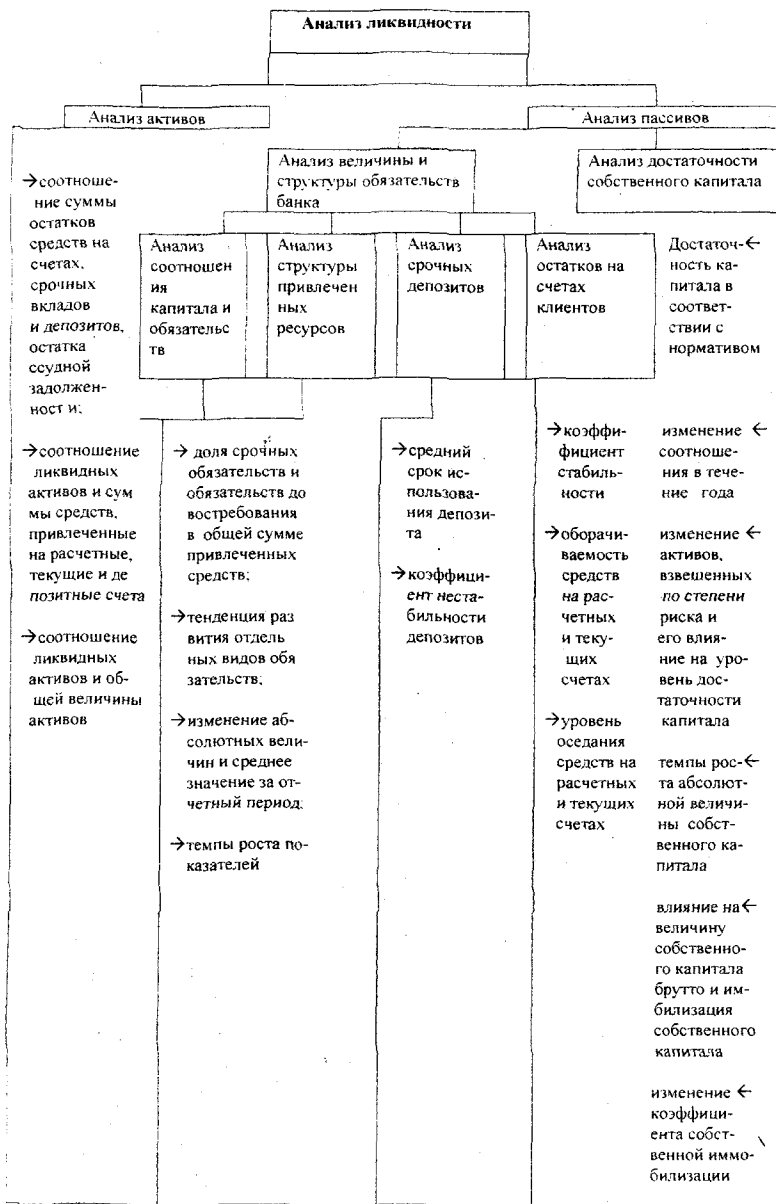 Анализ ликвидности
Анализ активов
Анализ пассивов
Анализ величины и
структуры обязательств
банка
Анализ достаточности
собственного капитала
→соотноше-
ние суммы
остатков
средств на
счетах,
срочных
вкладов
и депозитов,
остатка
ссудной
задолжен-
ност и;
→соотношение
ликвидных
активов и сум
мы средств,
привлеченные
на расчетные,
текущие и де
позитные счета
→соотношение
ликвидных
активов и об-
щей величины
активов
Анализ
соотношен
ия
капитала и
обязательс
тв
Анализ
структуры
привлечен
ных
ресурсов
Анализ
срочных
депозитов
Анализ
остатков на
счетах
клиентов
→ доля срочных
обязательств и
обязательств до
востребования
в общей сумме
привлеченных
средств;
→тенденция раз
вития отдель
ных видов обя
зательств;
→изменение аб-
солютных вели-
чин и среднее
значение за от-
четный период;
→темпы роста по-
казателей
→средний
срок ис-
пользова-
ния депози-
та
→коэффици-
ент неста-
бильности
депозитов
→коэффи-
фициент
стабиль-
ности
→оборачи-
ваемость
средств
на рас-
четных
и теку-
щих
счетах
→уровень
оседания
средств на
расчетных
и текущих
счетах
Достаточ-←
ность ка-
питала в
соответ-
ствии с
нормативом
изменение ←
соотноше-
ния в тече-
ние года
изменение ←
активов,
взвешенных
по степени
риска и
его влия-
ние на уро-
вень дос-
таточности
капитала
темпы рос-←
та абсолют-
ной величи-
ны собст-
венного ка-
питала
влияние на←
величину
собственно-
го капитала
брутто и им-
билизация
собственного
капитала
изменение ←
коэффици-
ента собст-
венной иммо-
билизации